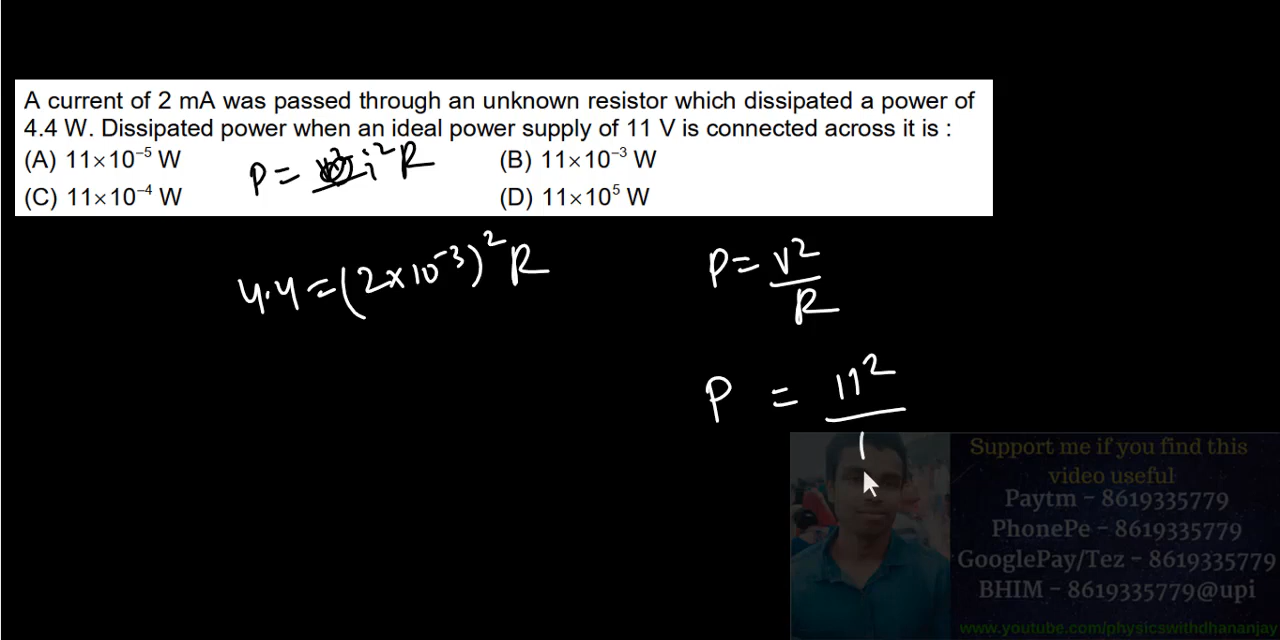 A current of 2 mA was passed through an unknown resistor which dissipated a power of
4.4 W. Dissipated power when an ideal power supply of 11 V is connected across it is :
(A) 11×10⁻⁵ W (B) 11×10⁻³ W
(C) 11×10⁻⁴ W (D) 11×10⁵ W
P = i²R
4.4 = (2×10⁻³)²R
P = V²/R
P = 11²/
Support me if you find this
video useful
Paytm - 8619335779
PhonePe - 8619335779
GooglePay/Tez - 8619335779
BHIM - 8619335779@upi
www.youtube.com/physicswithdhananjay